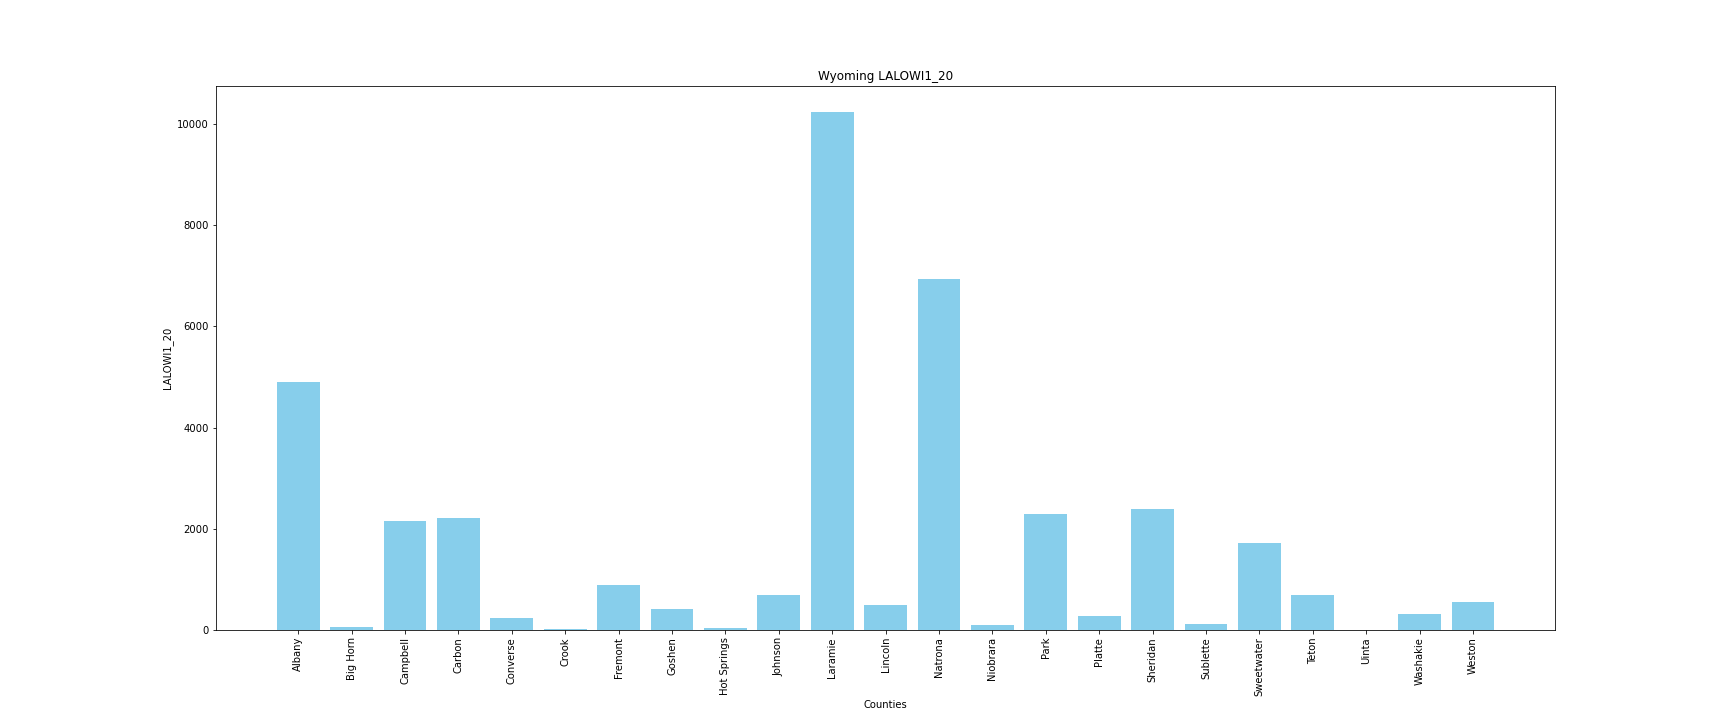 Wyoming LALOWI1_20
10000
8000
6000
4000
2000
0
LALOWI1_20
Albany
Big Horn
Campbell
Carbon
Converse
Crook
Fremont
Goshen
Hot Springs
Johnson
Laramie
Lincoln
Natrona
Niobrara
Park
Platte
Sheridan
Sublette
Sweetwater
Teton
Uinta
Washakie
Weston
Counties